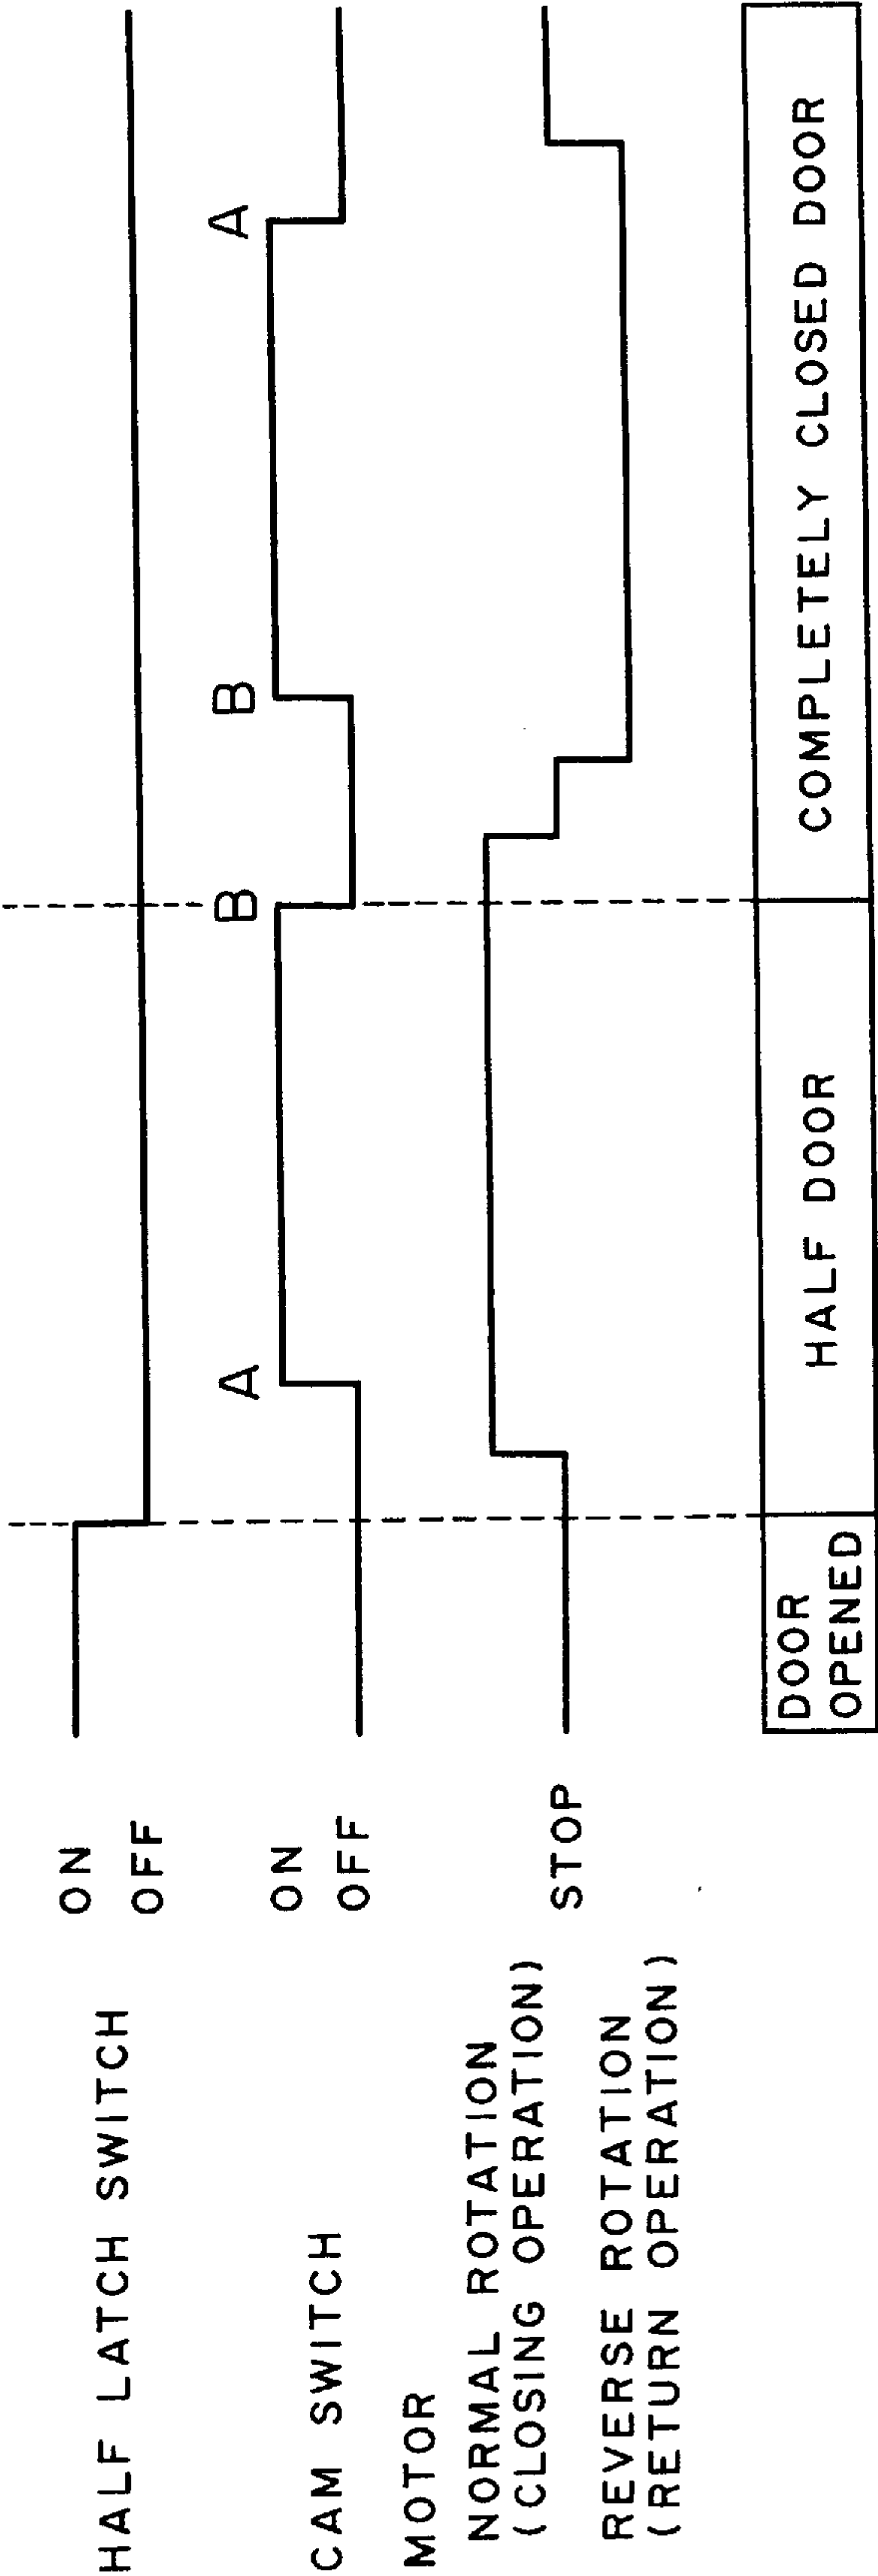 HALF LATCH SWITCH
ON
OFF
CAM SWITCH
ON
OFF
A
B
B
A
MOTOR
NORMAL ROTATION
(CLOSING OPERATION)
STOP
REVERSE ROTATION
(RETURN OPERATION)
DOOR
OPENED
HALF DOOR
COMPLETELY CLOSED DOOR